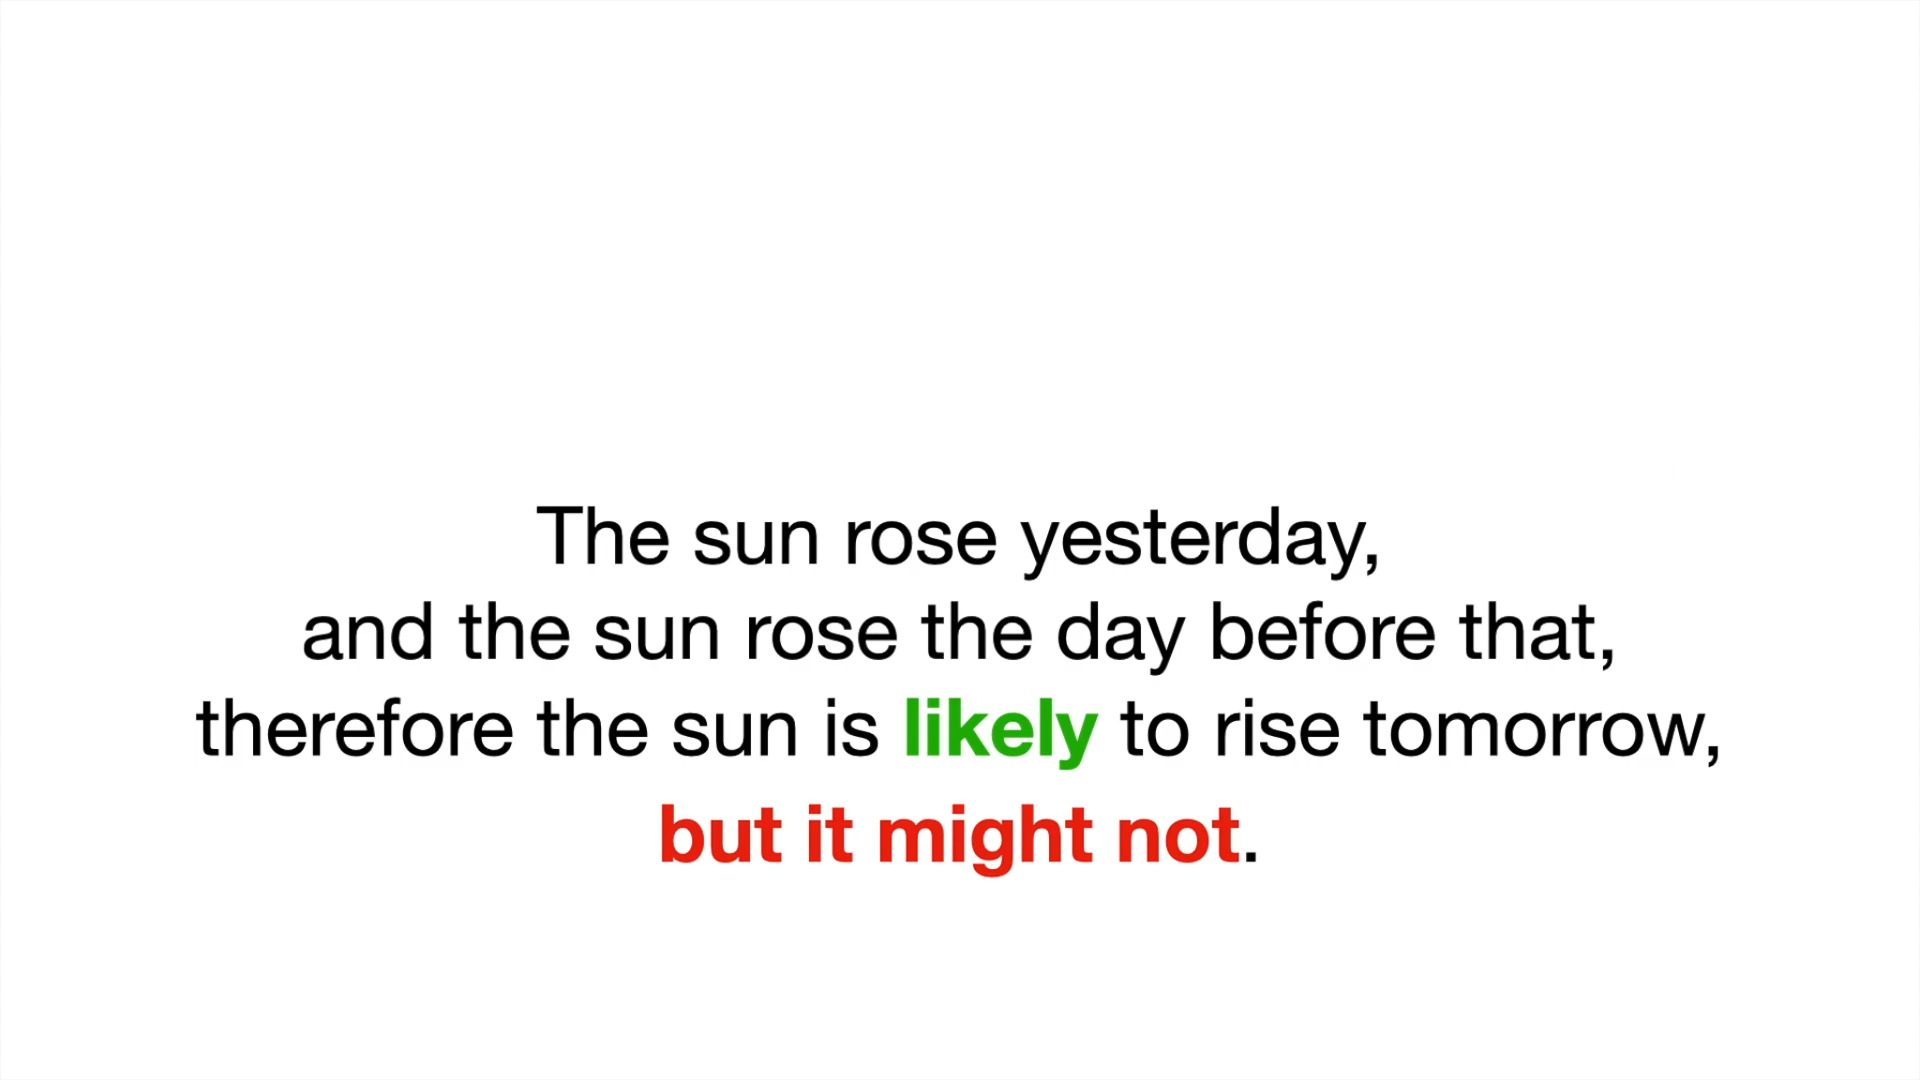 The sun rose yesterday,
and the sun rose the day before that,
therefore the sun is likely to rise tomorrow,
but it might not.